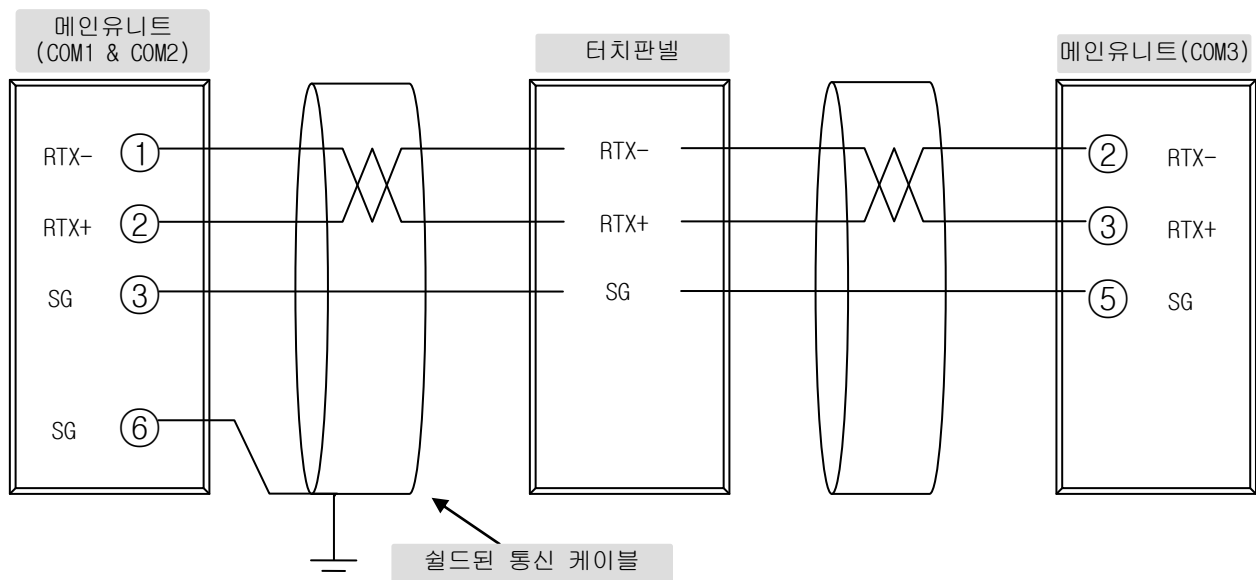 메인유니트
(COM1 & COM2)
터치판넬
메인유니트(COM3)
RTX- ① RTX- ② RTX-
RTX+ ② RTX+ ③ RTX+
SG ③ SG ⑤ SG
SG ⑥
쉴드된 통신 케이블